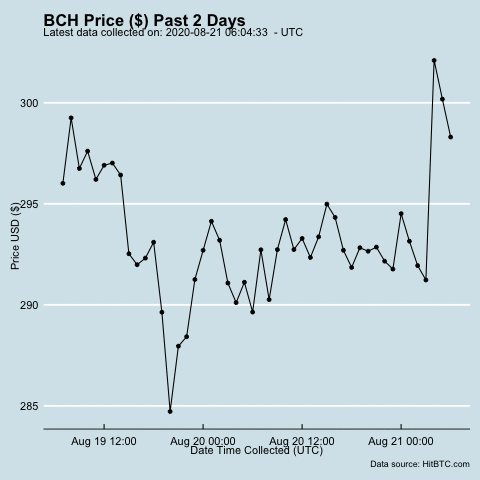 BCH Price ($) Past 2 Days
Latest data collected on: 2020-08-21 06:04:33  - UTC
300
295
290
285
Price USD ($)
Aug 19 12:00
Aug 20 00:00
Aug 20 12:00
Aug 21 00:00
Date Time Collected (UTC)
Data source: HitBTC.com